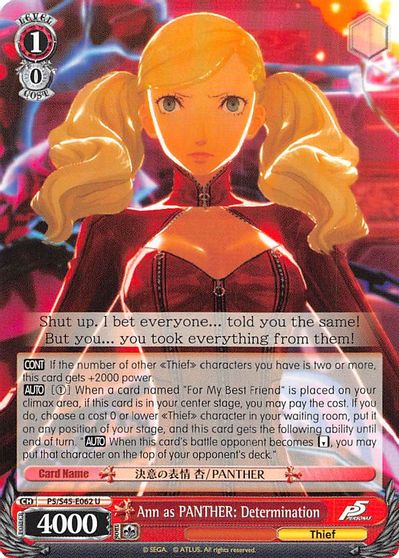 LEVEL
1
0
COST
Shut up. I bet everyone... told you the same!
But you... you took everything from them!
CONT If the number of other «Thief» characters you have is two or more,
this card gets +2000 power.
AUTO [①] When a card named "For My Best Friend" is placed on your
climax area, if this card is in your center stage, you may pay the cost. If you
do, choose a cost 0 or lower «Thief» character in your waiting room, put it
on any position of your stage, and this card gets the following ability until
end of turn. "AUTO When this card's battle opponent becomes [↓], you may
put that character on the top of your opponent's deck."
Card Name 決意の表情 杏/PANTHER
CH P5/S45-E062 U
POWER 4000 SOUL Ann as PANTHER: Determination P5 PERSONA5
Thief
© SEGA. © ATLUS. All rights reserved.